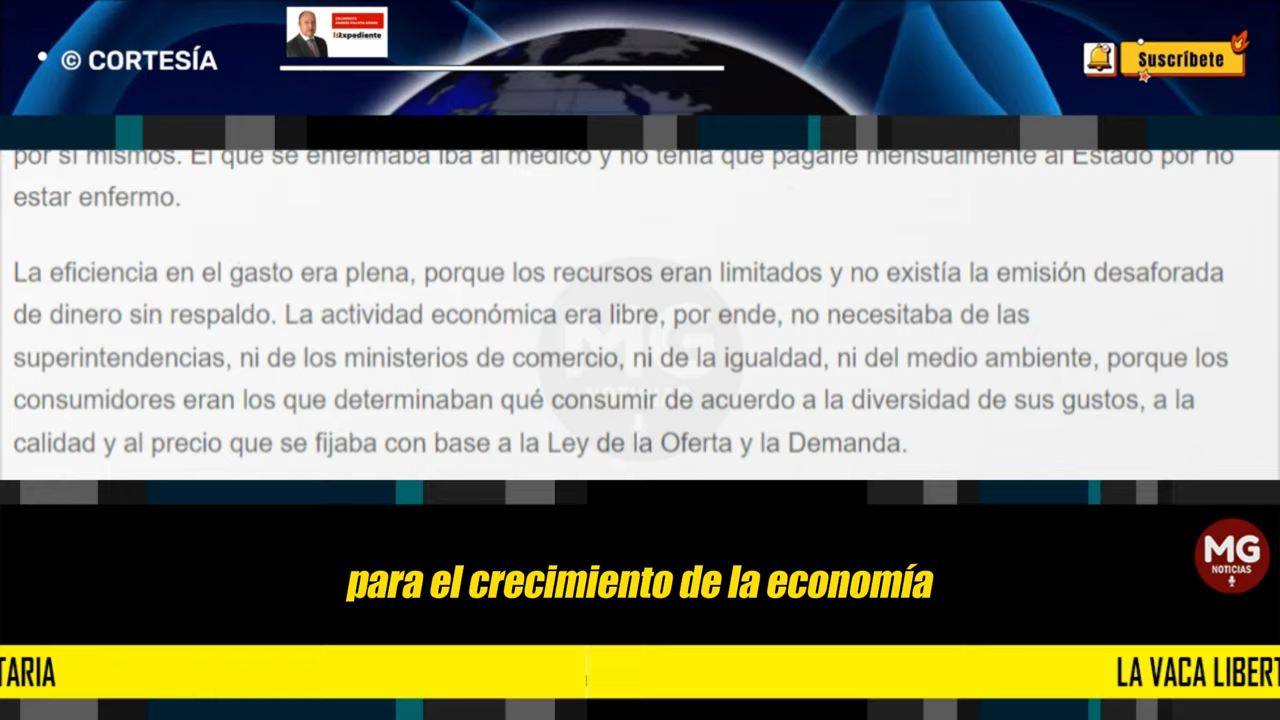 © CORTESÍA
Expediente
Suscríbete
por sí mismos. El que se enfermaba iba al médico y no tenía que pagarle mensualmente al Estado por no
estar enfermo.
La eficiencia en el gasto era plena, porque los recursos eran limitados y no existía la emisión desaforada
de dinero sin respaldo. La actividad económica era libre, por ende, no necesitaba de las
superintendencias, ni de los ministerios de comercio, ni de la igualdad, ni del medio ambiente, porque los
consumidores eran los que determinaban qué consumir de acuerdo a la diversidad de sus gustos, a la
calidad y al precio que se fijaba con base a la Ley de la Oferta y la Demanda.
MG
NOTICIAS
MG
NOTICIAS
para el crecimiento de la economía
TARIA
LA VACA LIBERT